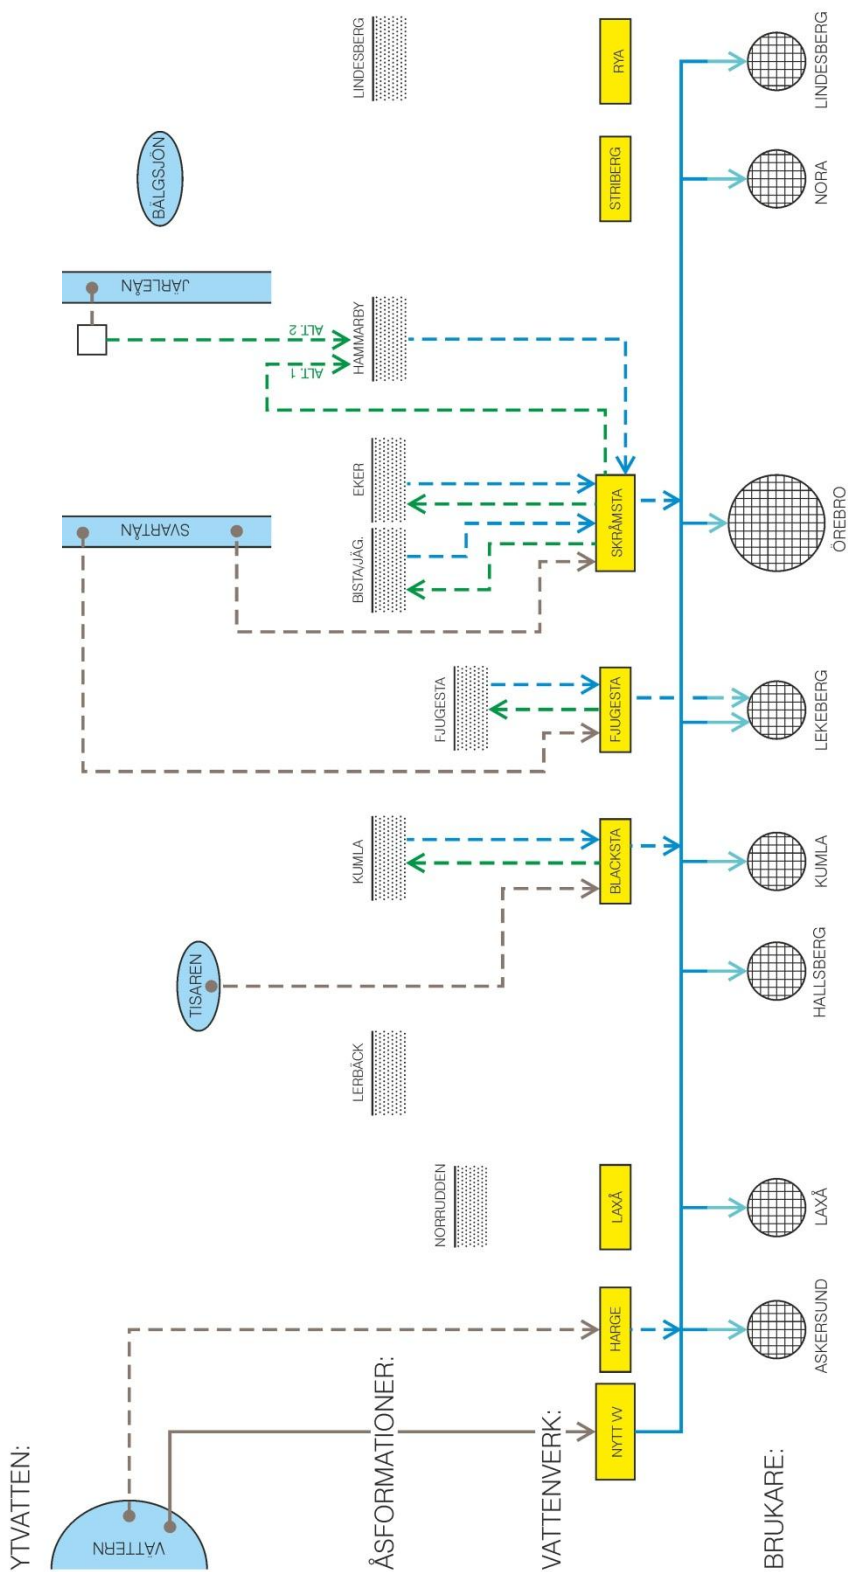 YTVATTEN:
VÄTTERN
TISAREN
SVARTÅN
JÄRLEÅN
BÄLGSJÖN
ALT. 1
ALT. 2
ÅSFORMATIONER:
NORRUDDEN
LERBÄCK
KUMLA
FJUGESTA
BISTA/JÄG.
EKER
HAMMARBY
LINDESBERG
VATTENVERK:
NYTT VV
HARGE
LAXÅ
BLACKSTA
FJUGESTA
SKRÅMSTA
STRIBERG
RYA
BRUKARE:
ASKERSUND
LAXÅ
HALLSBERG
KUMLA
LEKEBERG
ÖREBRO
NORA
LINDESBERG